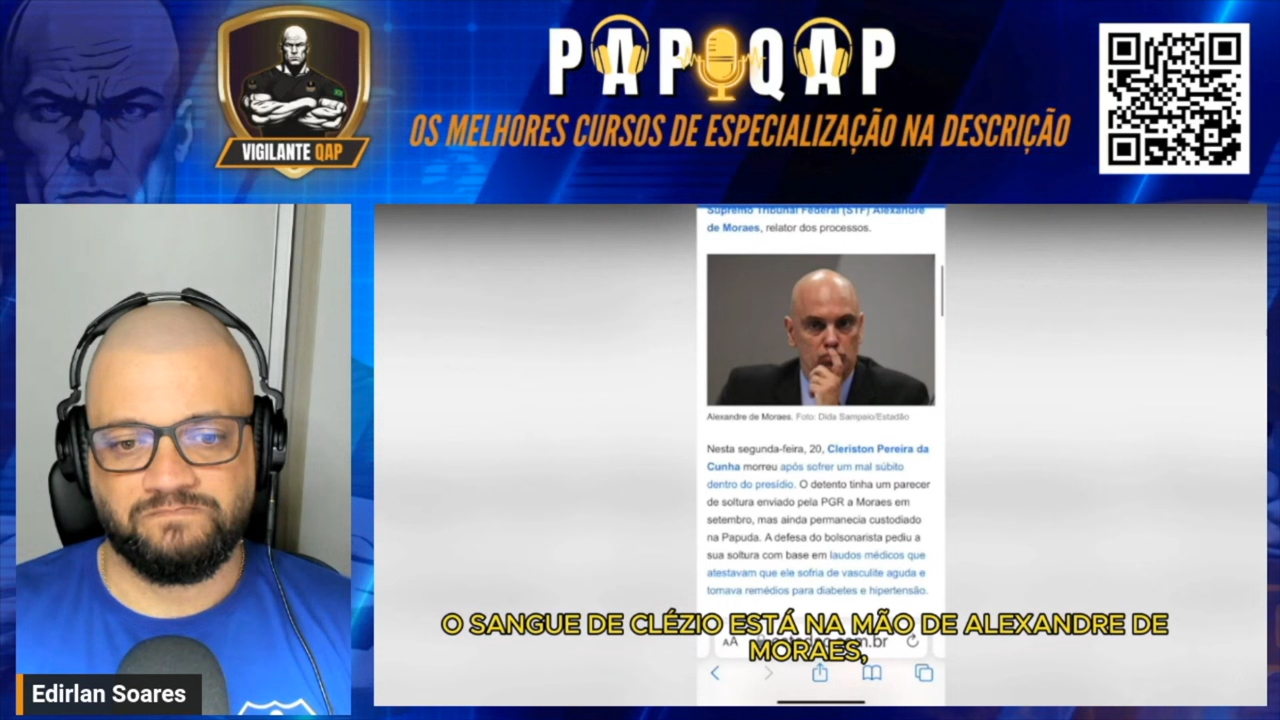 PAPOQAP
OS MELHORES CURSOS DE ESPECIALIZAÇÃO NA DESCRIÇÃO
VIGILANTE QAP
Supremo Tribunal Federal (STF) Alexandre
de Moraes, relator dos processos.
Alexandre de Moraes. Foto: Dida Sampaio/Estadão
Nesta segunda-feira, 20, Cleriston Pereira da
Cunha morreu após sofrer um mal súbito
dentro do presídio. O detento tinha um parecer
de soltura enviado pela PGR a Moraes em
setembro, mas ainda permanecia custodiado
na Papuda. A defesa do bolsonarista pediu a
sua soltura com base em laudos médicos que
atestavam que ele sofria de vasculite aguda e
tomava remédios para diabetes e hipertensão.
O SANGUE DE CLÉZIO ESTÁ NA MÃO DE ALEXANDRE DE
MORAES,
AA
Edirlan Soares